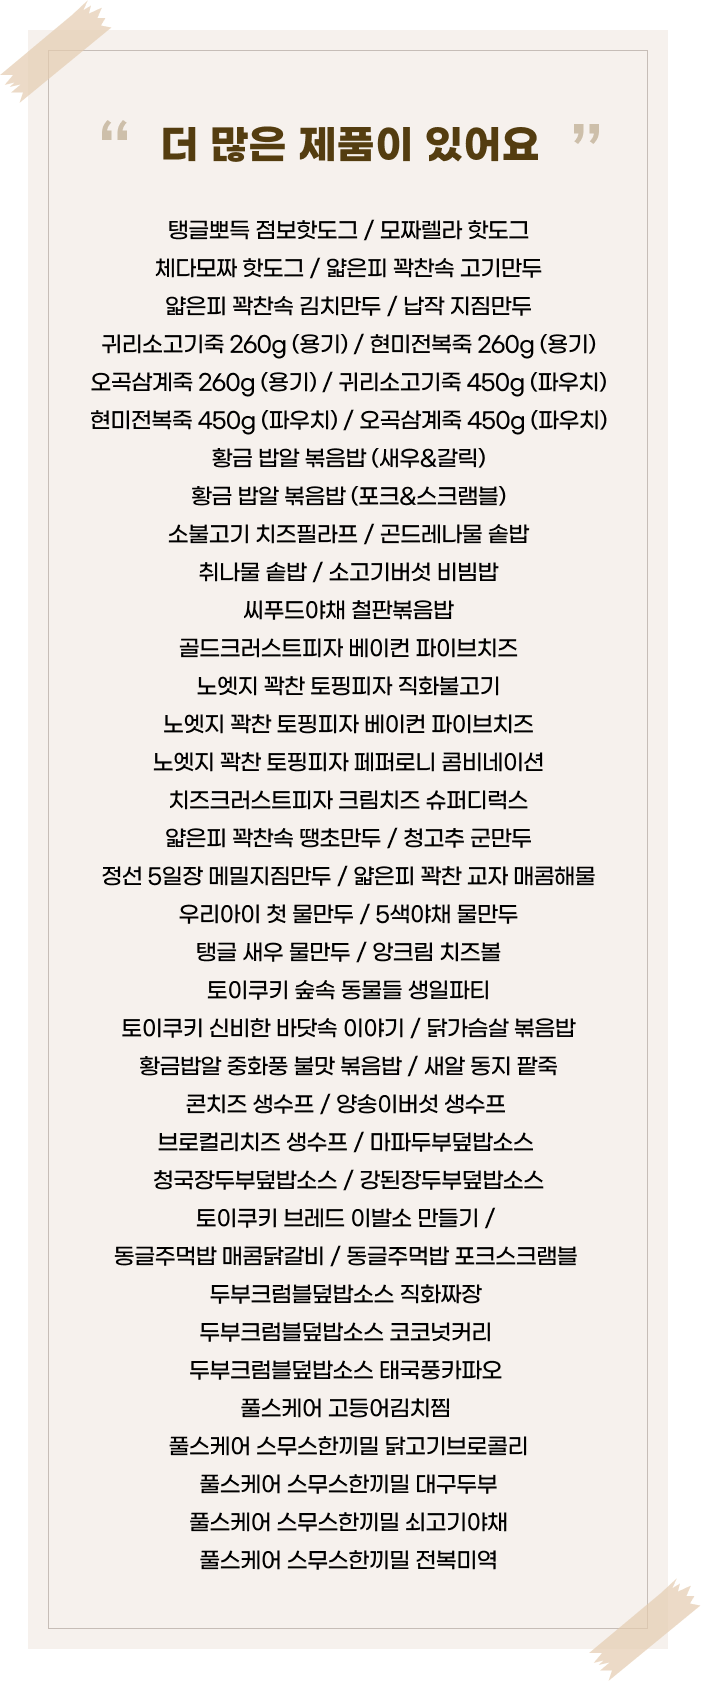 “ 더 많은 제품이 있어요 ”
탱글뽀득 점보핫도그 / 모짜렐라 핫도그
체다모짜 핫도그 / 얇은피 꽉찬속 고기만두
얇은피 꽉찬속 김치만두 / 납작 지짐만두
귀리소고기죽 260g (용기) / 현미전복죽 260g (용기)
오곡삼계죽 260g (용기) / 귀리소고기죽 450g (파우치)
현미전복죽 450g (파우치) / 오곡삼계죽 450g (파우치)
황금 밥알 볶음밥 (새우&갈릭)
황금 밥알 볶음밥 (포크&스크램블)
소불고기 치즈필라프 / 곤드레나물 솥밥
취나물 솥밥 / 소고기버섯 비빔밥
씨푸드야채 철판볶음밥
골드크러스트피자 베이컨 파이브치즈
노엣지 꽉찬 토핑피자 직화불고기
노엣지 꽉찬 토핑피자 베이컨 파이브치즈
노엣지 꽉찬 토핑피자 페퍼로니 콤비네이션
치즈크러스트피자 크림치즈 슈퍼디럭스
얇은피 꽉찬속 땡초만두 / 청고추 군만두
정선 5일장 메밀지짐만두 / 얇은피 꽉찬 교자 매콤해물
우리아이 첫 물만두 / 5색야채 물만두
탱글 새우 물만두 / 앙크림 치즈볼
토이쿠키 숲속 동물들 생일파티
토이쿠키 신비한 바닷속 이야기 / 닭가슴살 볶음밥
황금밥알 중화풍 불맛 볶음밥 / 새알 동지 팥죽
콘치즈 생수프 / 양송이버섯 생수프
브로컬리치즈 생수프 / 마파두부덮밥소스
청국장두부덮밥소스 / 강된장두부덮밥소스
토이쿠키 브레드 이발소 만들기 /
동글주먹밥 매콤닭갈비 / 동글주먹밥 포크스크램블
두부크럼블덮밥소스 직화짜장
두부크럼블덮밥소스 코코넛커리
두부크럼블덮밥소스 태국풍카파오
풀스케어 고등어김치찜
풀스케어 스무스한끼밀 닭고기브로콜리
풀스케어 스무스한끼밀 대구두부
풀스케어 스무스한끼밀 쇠고기야채
풀스케어 스무스한끼밀 전복미역